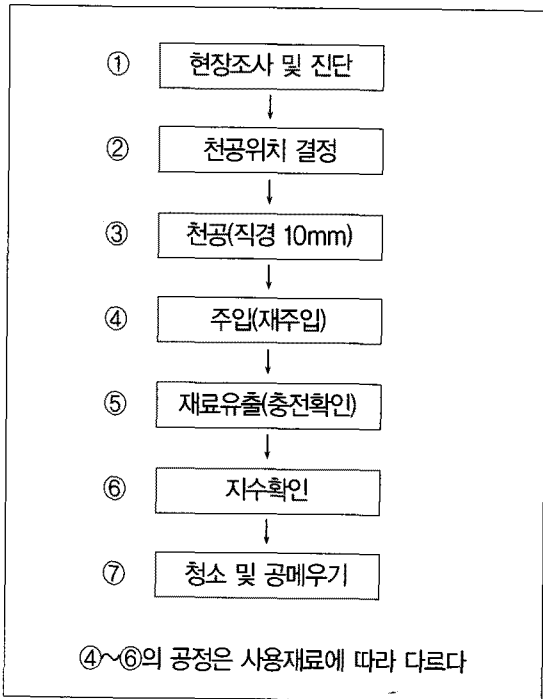 ① 현장조사 및 진단
② 천공위치 결정
③ 천공(직경 10mm)
④ 주입(재주입)
⑤ 재료유출(충전확인)
⑥ 지수확인
⑦ 청소 및 공메우기
④~⑥의 공정은 사용재료에 따라 다르다